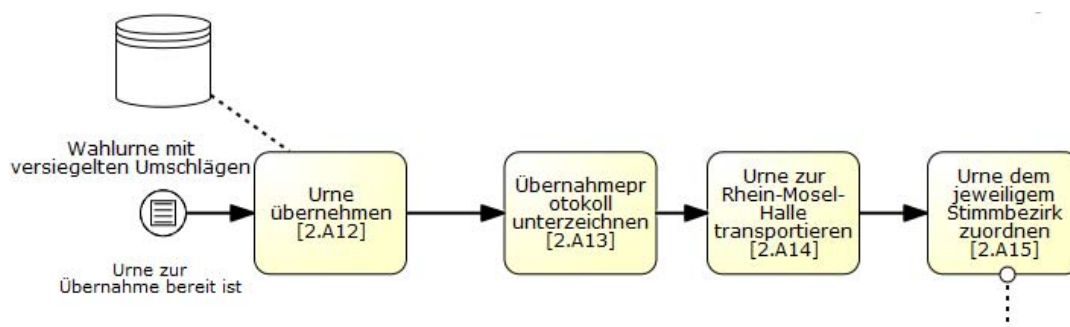 Wahlurne mit
versiegelten Umschlägen
Urne zur
Übernahme bereit ist
Urne
übernehmen
[2.A12]
Übernahmepr
otokoll
unterzeichnen
[2.A13]
Urne zur
Rhein-Mosel-
Halle
transportieren
[2.A14]
Urne dem
jeweiligem
Stimmbezirk
zuordnen
[2.A15]